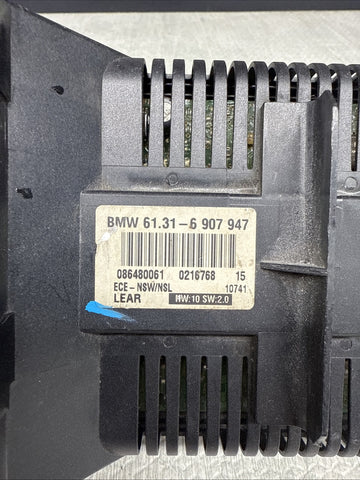 BMW 61.31-6 907 947
086480061 0216768 15
ECE-NSW/NSL 10741
LEAR HW:10 SW:2.0